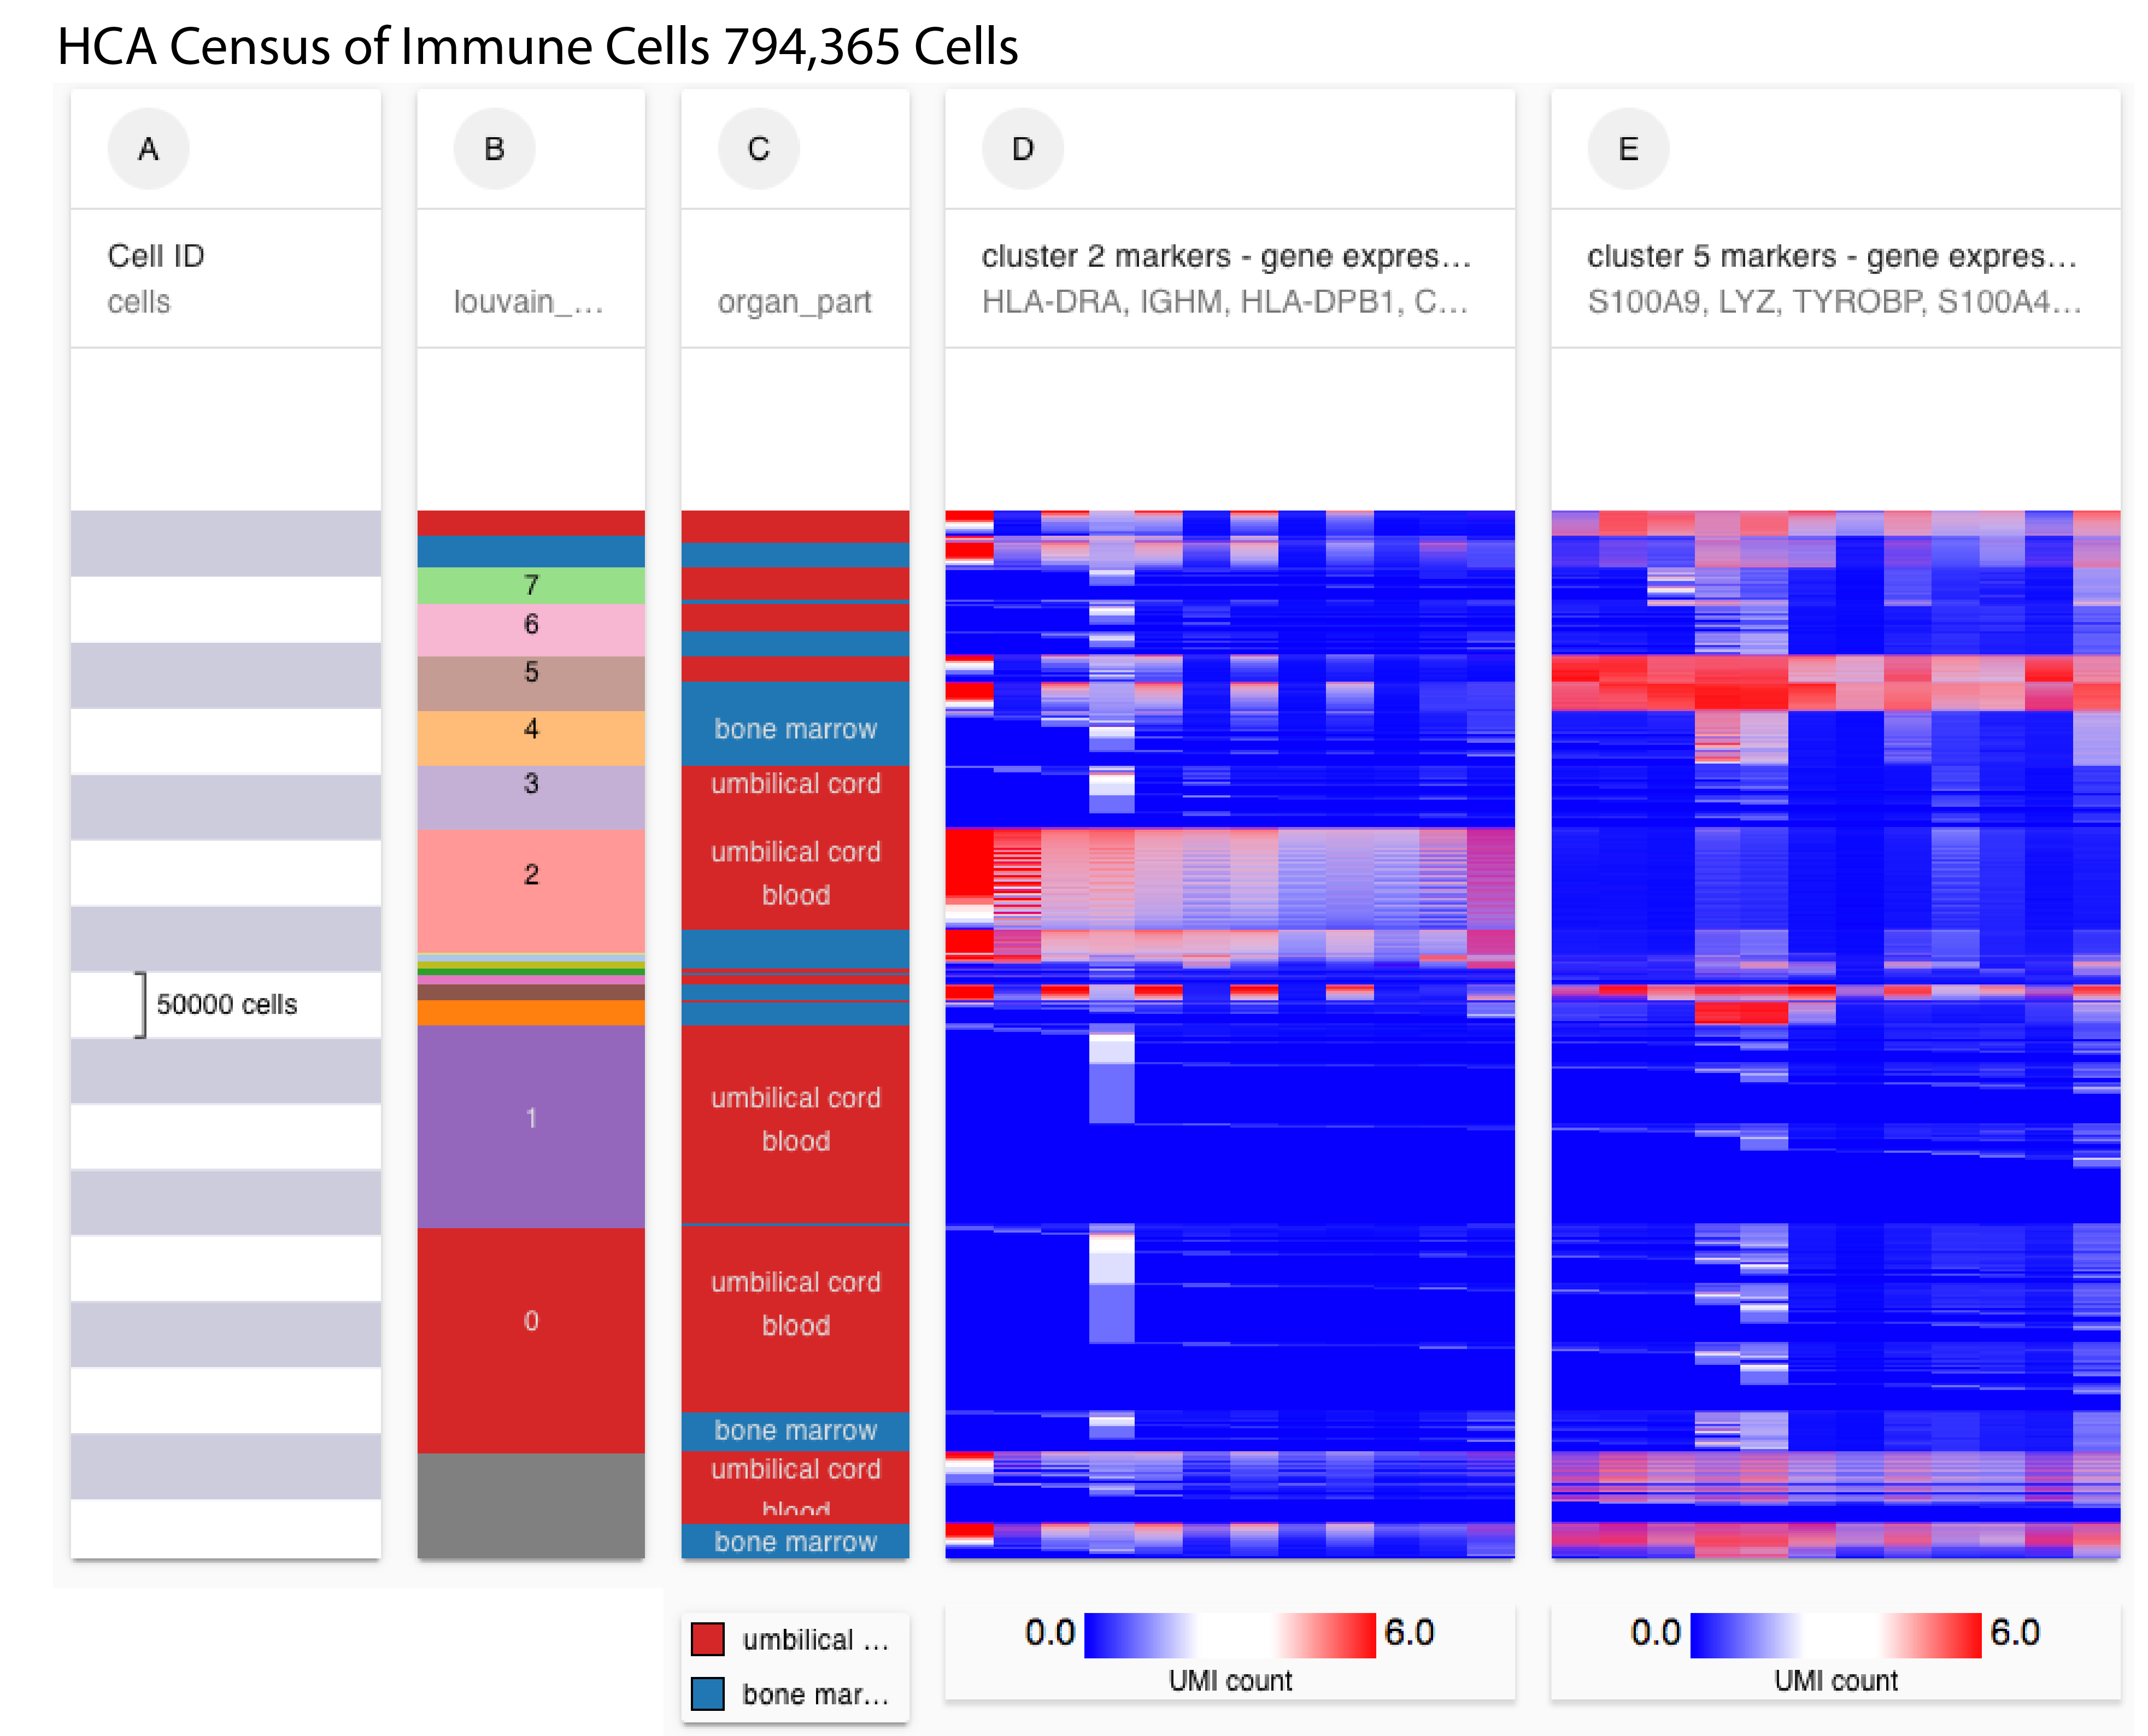 HCA Census of Immune Cells 794,365 Cells
A
B
C
D
E
Cell ID
cells
louvain_...
organ_part
cluster 2 markers - gene expres...
HLA-DRA, IGHM, HLA-DPB1, C...
cluster 5 markers - gene expres...
S100A9, LYZ, TYROBP, S100A4...
50000 cells
7
6
5
4
3
2
1
0
bone marrow
umbilical cord
umbilical cord
blood
umbilical cord
blood
umbilical cord
blood
bone marrow
umbilical cord
blood
bone marrow
umbilical ...
bone mar...
0.0
6.0
UMI count
0.0
6.0
UMI count